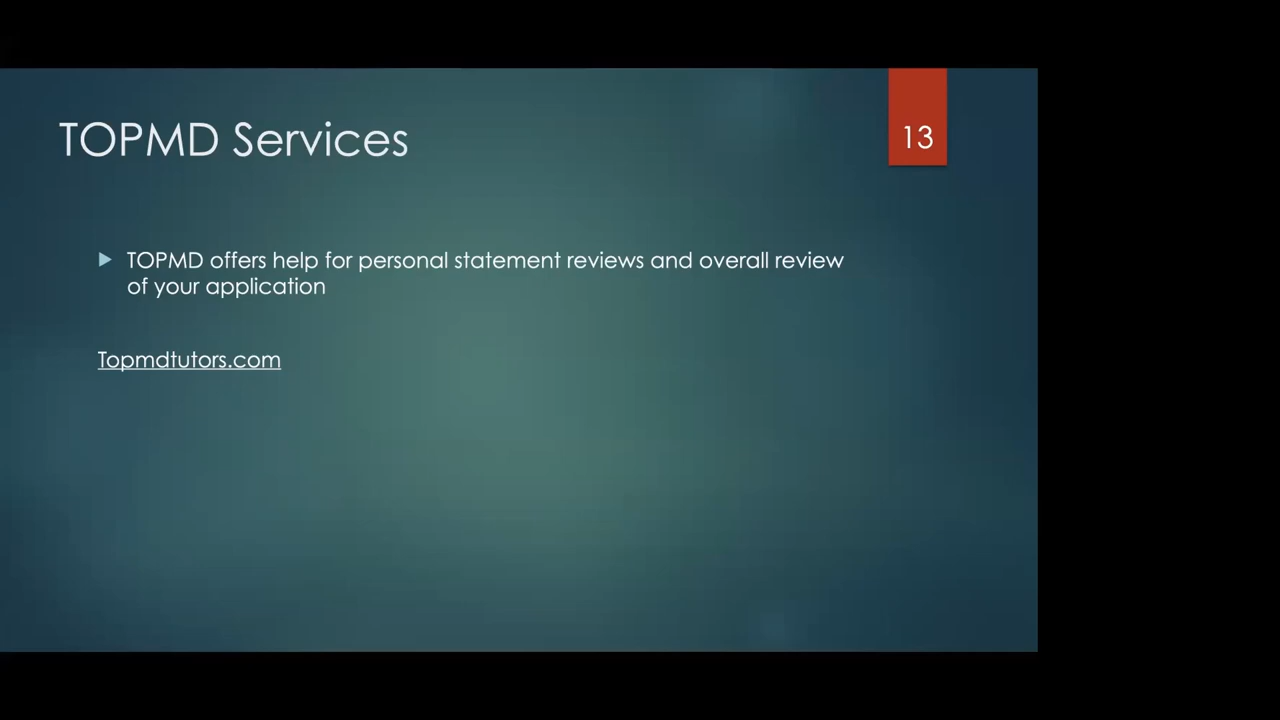 TOPMD Services
13
TOPMD offers help for personal statement reviews and overall review
of your application
Topmdtutors.com